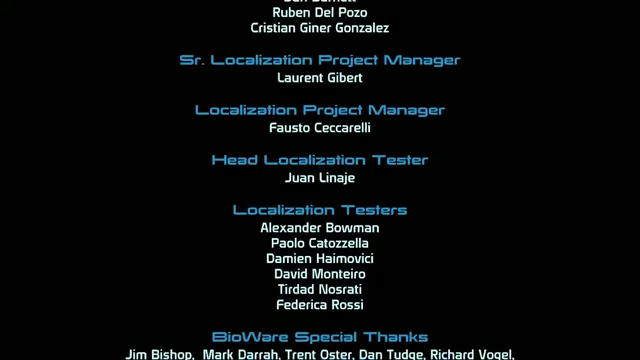 Ruben Del Pozo
Cristian Giner Gonzalez
Sr. Localization Project Manager
Laurent Gibert
Localization Project Manager
Fausto Ceccarelli
Head Localization Tester
Juan Linaje
Localization Testers
Alexander Bowman
Paolo Catozzella
Damien Haimovici
David Monteiro
Tirdad Nosrati
Federica Rossi
BioWare Special Thanks
Jim Bishop, Mark Darrah, Trent Oster, Dan Tudge, Richard Vogel,